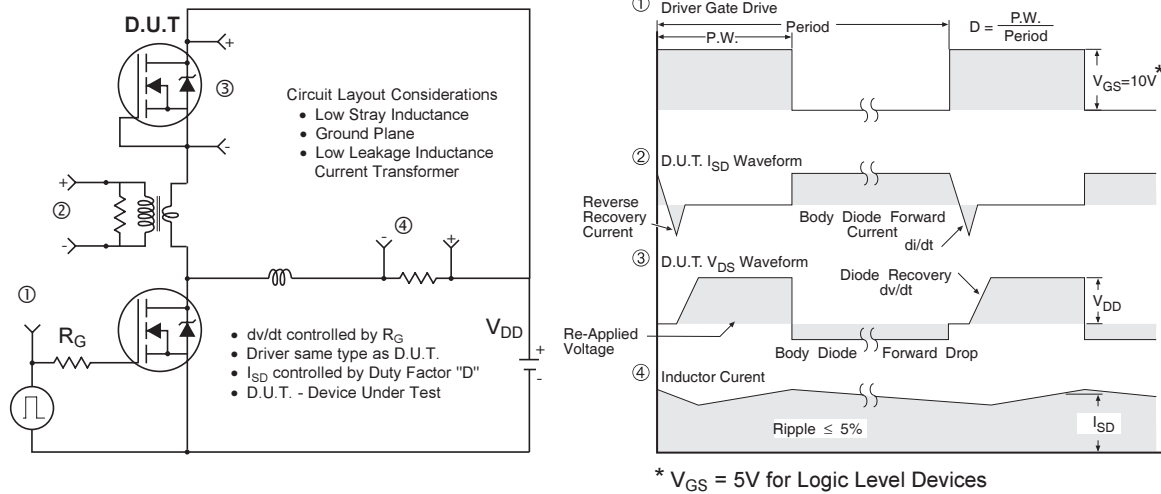 D.U.T
+
③
-
Circuit Layout Considerations
• Low Stray Inductance
• Ground Plane
• Low Leakage Inductance
Current Transformer
+
②
-
④
-
+
①
R_G
V_DD
+
-
• dv/dt controlled by R_G
• Driver same type as D.U.T.
• I_SD controlled by Duty Factor "D"
• D.U.T. - Device Under Test
① Driver Gate Drive
Period
P.W.
D = P.W. / Period
V_GS=10V*
② D.U.T. I_SD Waveform
Reverse
Recovery
Current
Body Diode Forward
Current
di/dt
③ D.U.T. V_DS Waveform
Diode Recovery
dv/dt
V_DD
Re-Applied
Voltage
Body Diode Forward Drop
④ Inductor Curent
Ripple ≤ 5%
I_SD
* V_GS = 5V for Logic Level Devices